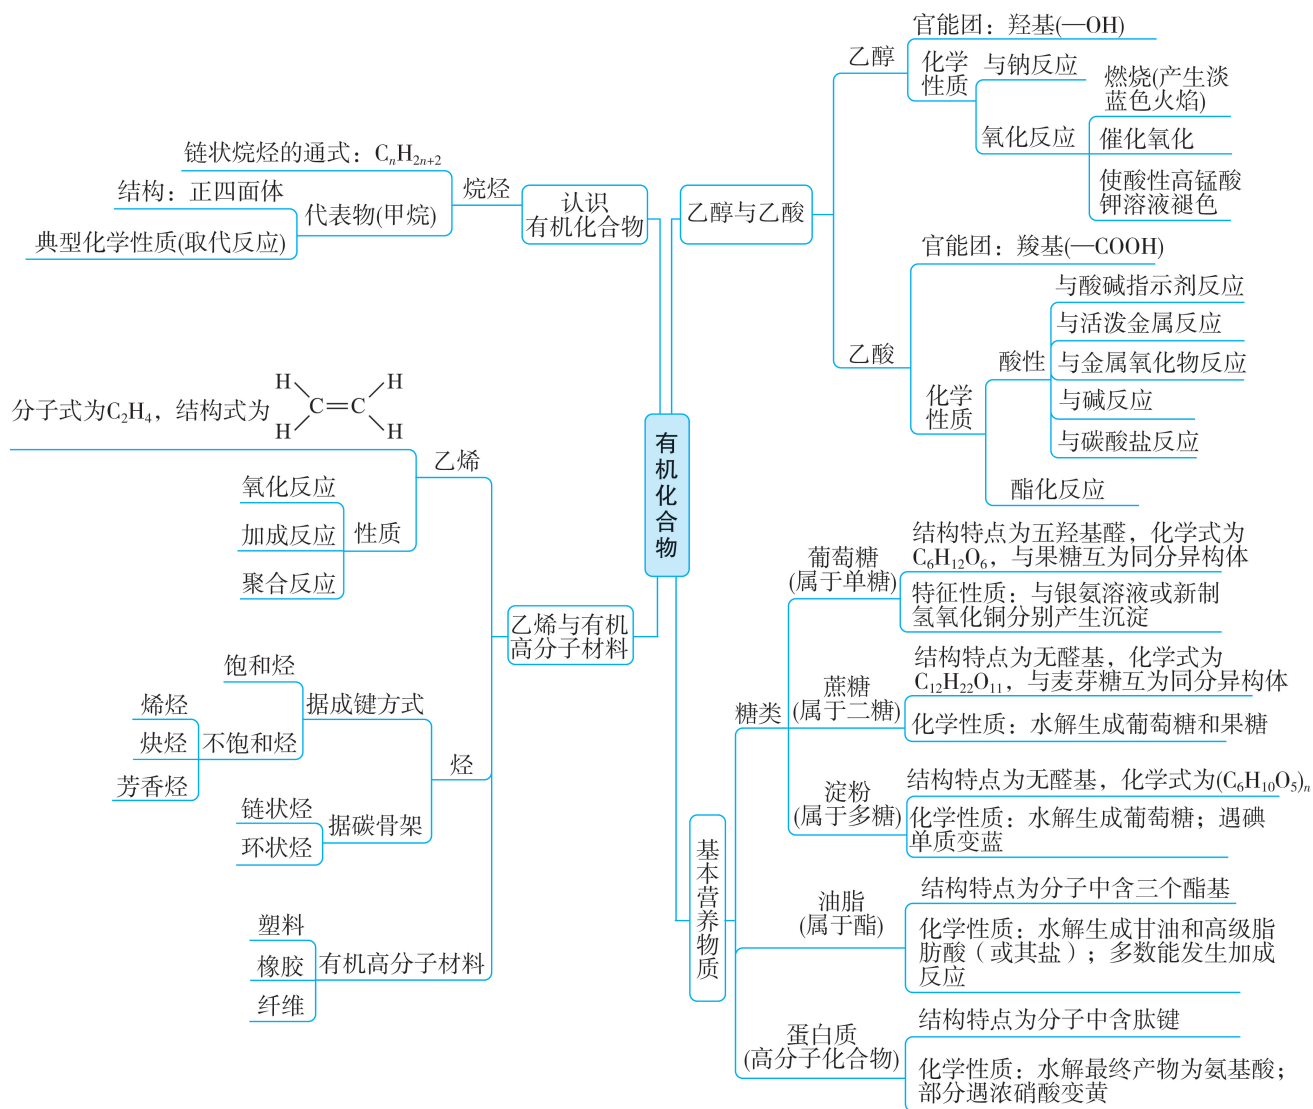 有机化合物
认识
有机化合物
烷烃
链状烷烃的通式：CₙH₂ₙ₊₂
代表物(甲烷)
结构：正四面体
典型化学性质(取代反应)
乙烯与有机
高分子材料
乙烯
分子式为C₂H₄，结构式为
H H
C=C
H H
性质
氧化反应
加成反应
聚合反应
烃
据成键方式
饱和烃
不饱和烃
烯烃
炔烃
芳香烃
据碳骨架
链状烃
环状烃
有机高分子材料
塑料
橡胶
纤维
乙醇与乙酸
乙醇
官能团：羟基(—OH)
化学
性质
与钠反应
氧化反应
燃烧(产生淡
蓝色火焰)
催化氧化
使酸性高锰酸
钾溶液褪色
乙酸
官能团：羧基(—COOH)
化学
性质
酸性
与酸碱指示剂反应
与活泼金属反应
与金属氧化物反应
与碱反应
与碳酸盐反应
酯化反应
基本营养物质
糖类
葡萄糖
(属于单糖)
结构特点为五羟基醛，化学式为
C₆H₁₂O₆，与果糖互为同分异构体
特征性质：与银氨溶液或新制
氢氧化铜分别产生沉淀
蔗糖
(属于二糖)
结构特点为无醛基，化学式为
C₁₂H₂₂O₁₁，与麦芽糖互为同分异构体
化学性质：水解生成葡萄糖和果糖
淀粉
(属于多糖)
结构特点为无醛基，化学式为(C₆H₁₀O₅)ₙ
化学性质：水解生成葡萄糖；遇碘
单质变蓝
油脂
(属于酯)
结构特点为分子中含三个酯基
化学性质：水解生成甘油和高级脂
肪酸（或其盐）；多数能发生加成
反应
蛋白质
(高分子化合物)
结构特点为分子中含肽键
化学性质：水解最终产物为氨基酸；
部分遇浓硝酸变黄